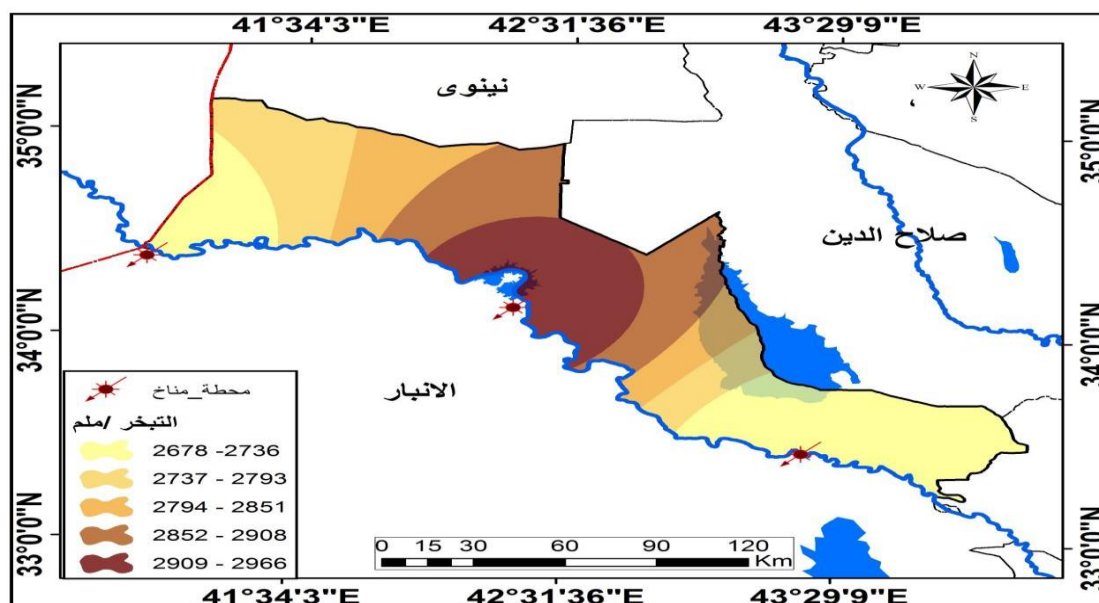 41°34'3"E 42°31'36"E 43°29'9"E
N
W E
S
نينوى
،
35°0'0"N 35°0'0"N
صلاح الدين
34°0'0"N 34°0'0"N
الانبار
محطة_مناخ
التبخر /ملم
2678 -2736
2737 - 2793
2794 - 2851
2852 - 2908
2909 - 2966
33°0'0"N 33°0'0"N
0 15 30 60 90 120
Km
41°34'3"E 42°31'36"E 43°29'9"E